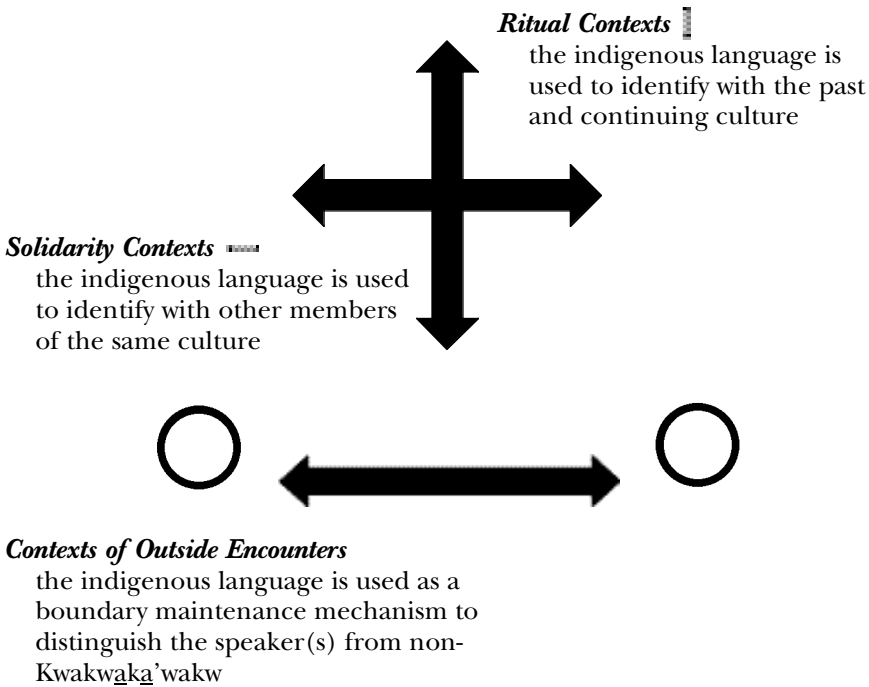 Ritual Contexts
the indigenous language is
used to identify with the past
and continuing culture
Solidarity Contexts
the indigenous language is used
to identify with other members
of the same culture
Contexts of Outside Encounters
the indigenous language is used as a
boundary maintenance mechanism to
distinguish the speaker(s) from non-
Kwakwa̱ka̱’wakw